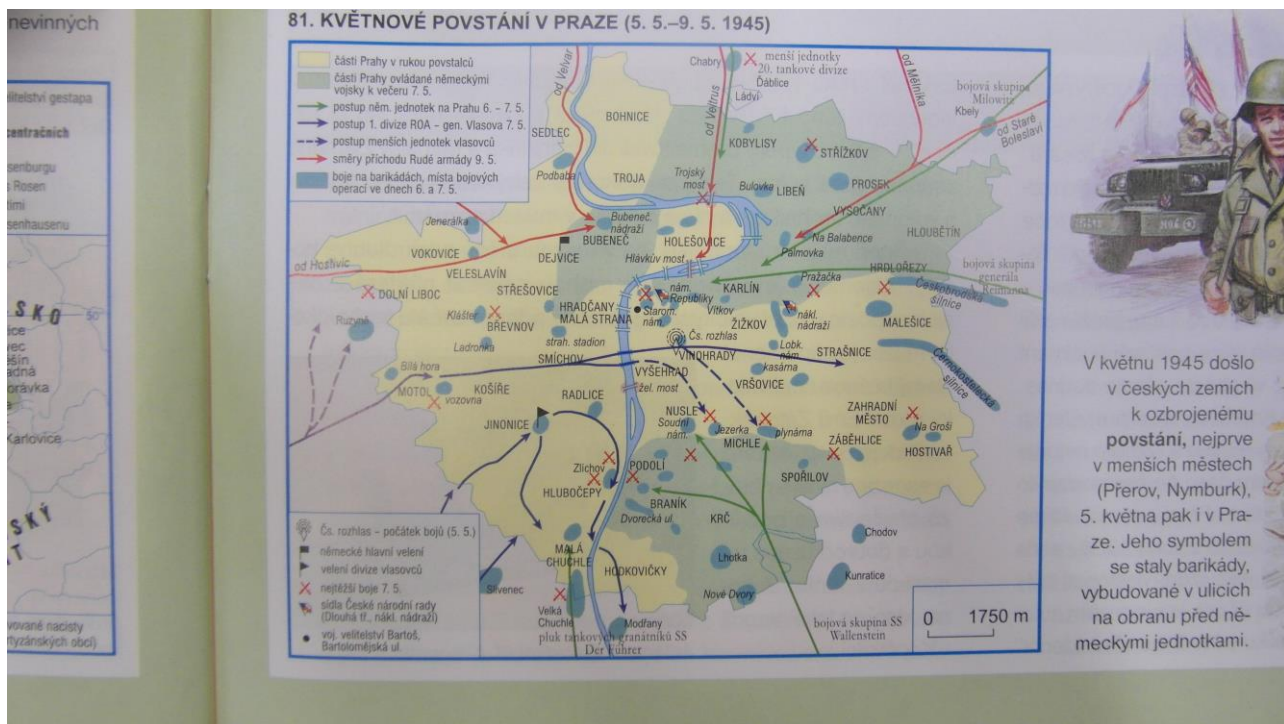 nevinných
velitelství gestapa
centračních
senburgu
s Rosen
timi
senhausenu
SKO
50°
Karlovice
SKÝ
vované nacisty
rtyzánských obcí)
81. KVĚTNOVÉ POVSTÁNÍ V PRAZE (5. 5.–9. 5. 1945)
části Prahy v rukou povstalců
části Prahy ovládané německými
vojsky k večeru 7. 5.
postup něm. jednotek na Prahu 6. – 7. 5.
postup 1. divize ROA – gen. Vlasova 7. 5.
postup menších jednotek vlasovců
směry příchodu Rudé armády 9. 5.
boje na barikádách, místa bojových
operací ve dnech 6. a 7. 5.
od Velvar
BOHNICE
SEDLEC
Podbaba
TROJA
Chabry
menší jednotky
20. tankové divize
Ďáblice
Ládví
od Veltrus
KOBYLISY
STŘÍŽKOV
od Mělníka
bojová skupina
Milowitz
Kbely
od Staré
Boleslavi
Trojský
most
Bulovka
LIBEŇ
PROSEK
VYSOČANY
HLOUBĚTÍN
Jenerálka
VOKOVICE
Bubeneč.
nádraží
BUBENEČ
DEJVICE
HOLEŠOVICE
Hlávkův most
Na Balabence
Palmovka
od Hostivic
VELESLAVÍN
STŘEŠOVICE
DOLNÍ LIBOC
Ruzyně
Klášter
BŘEVNOV
Ladronka
HRADČANY
MALÁ STRANA
strah. stadion
nám.
Republiky
Starom.
nám.
KARLÍN
Vítkov
ŽIŽKOV
Pražačka
HRDLOŘEZY
Českobrodská
silnice
bojová skupina
generála
Reimanna
nákl.
nádraží
MALEŠICE
Čs. rozhlas
VINOHRADY
Lobk.
nám.
kasárna
STRAŠNICE
Černokostelecká
silnice
SMÍCHOV
Bílá hora
MOTOL
KOŠÍŘE
vozovna
VYŠEHRAD
žel. most
VRŠOVICE
RADLICE
JINONICE
NUSLE
Soudní
nám.
Jezerka
MICHLE
plynárna
ZAHRADNÍ
MĚSTO
Na Groši
ZÁBĚHLICE
HOSTIVAŘ
Zlíchov
HLUBOČEPY
PODOLÍ
BRANÍK
Dvorecká ul.
KRČ
SPOŘILOV
Chodov
Kunratice
Lhotka
Nové Dvory
MALÁ
CHUCHLE
HODKOVIČKY
Slivenec
Velká
Chuchle
Modřany
pluk tankových granátníků SS
Der Führer
bojová skupina SS
Wallenstein
0 1750 m
Čs. rozhlas – počátek bojů (5. 5.)
německé hlavní velení
velení divize vlasovců
nejtěžší boje 7. 5.
sídla České národní rady
(Dlouhá tř., nákl. nádraží)
voj. velitelství Bartoš,
Bartolomějská ul.
V květnu 1945 došlo
v českých zemích
k ozbrojenému
povstání, nejprve
v menších městech
(Přerov, Nymburk),
5. května pak i v Pra-
ze. Jeho symbolem
se staly barikády,
vybudované v ulicích
na obranu před ně-
meckými jednotkami.